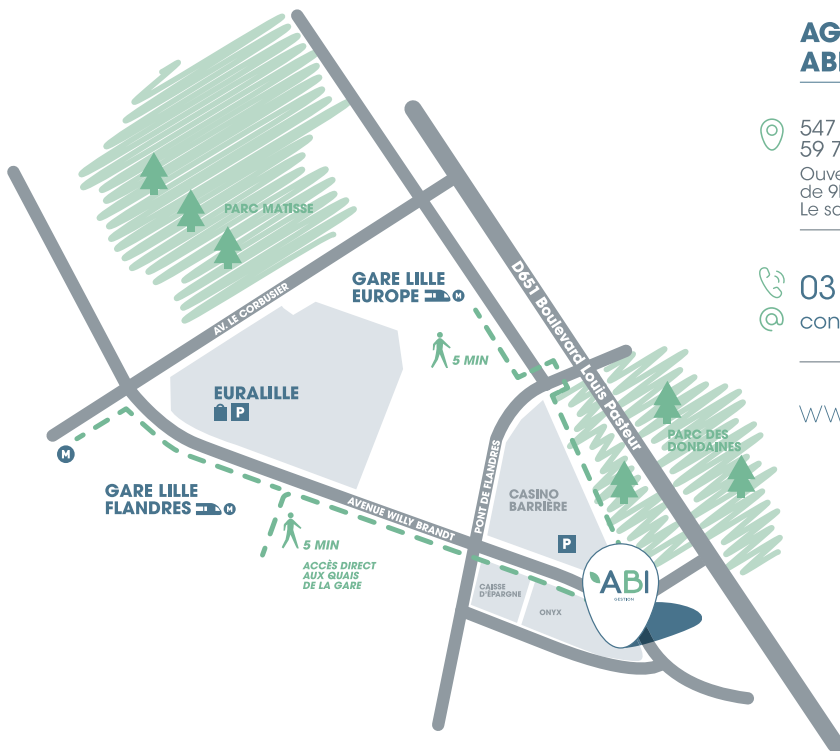 PARC MATISSE
GARE LILLE
EUROPE M
5 MIN
AV. LE CORBUSIER
D651 Boulevard Louis Pasteur
EURALILLE
P
M
GARE LILLE
FLANDRES M
5 MIN
ACCÈS DIRECT
AUX QUAIS
DE LA GARE
AVENUE WILLY BRANDT
PONT DE FLANDRES
CASINO
BARRIÈRE
P
PARC DES
DONDAINES
CAISSE
D'ÉPARGNE
ONYX
ABI
GESTION
AG
ABI
547
59 7
Ouve
de 9
Le sa
03
@ con
WW